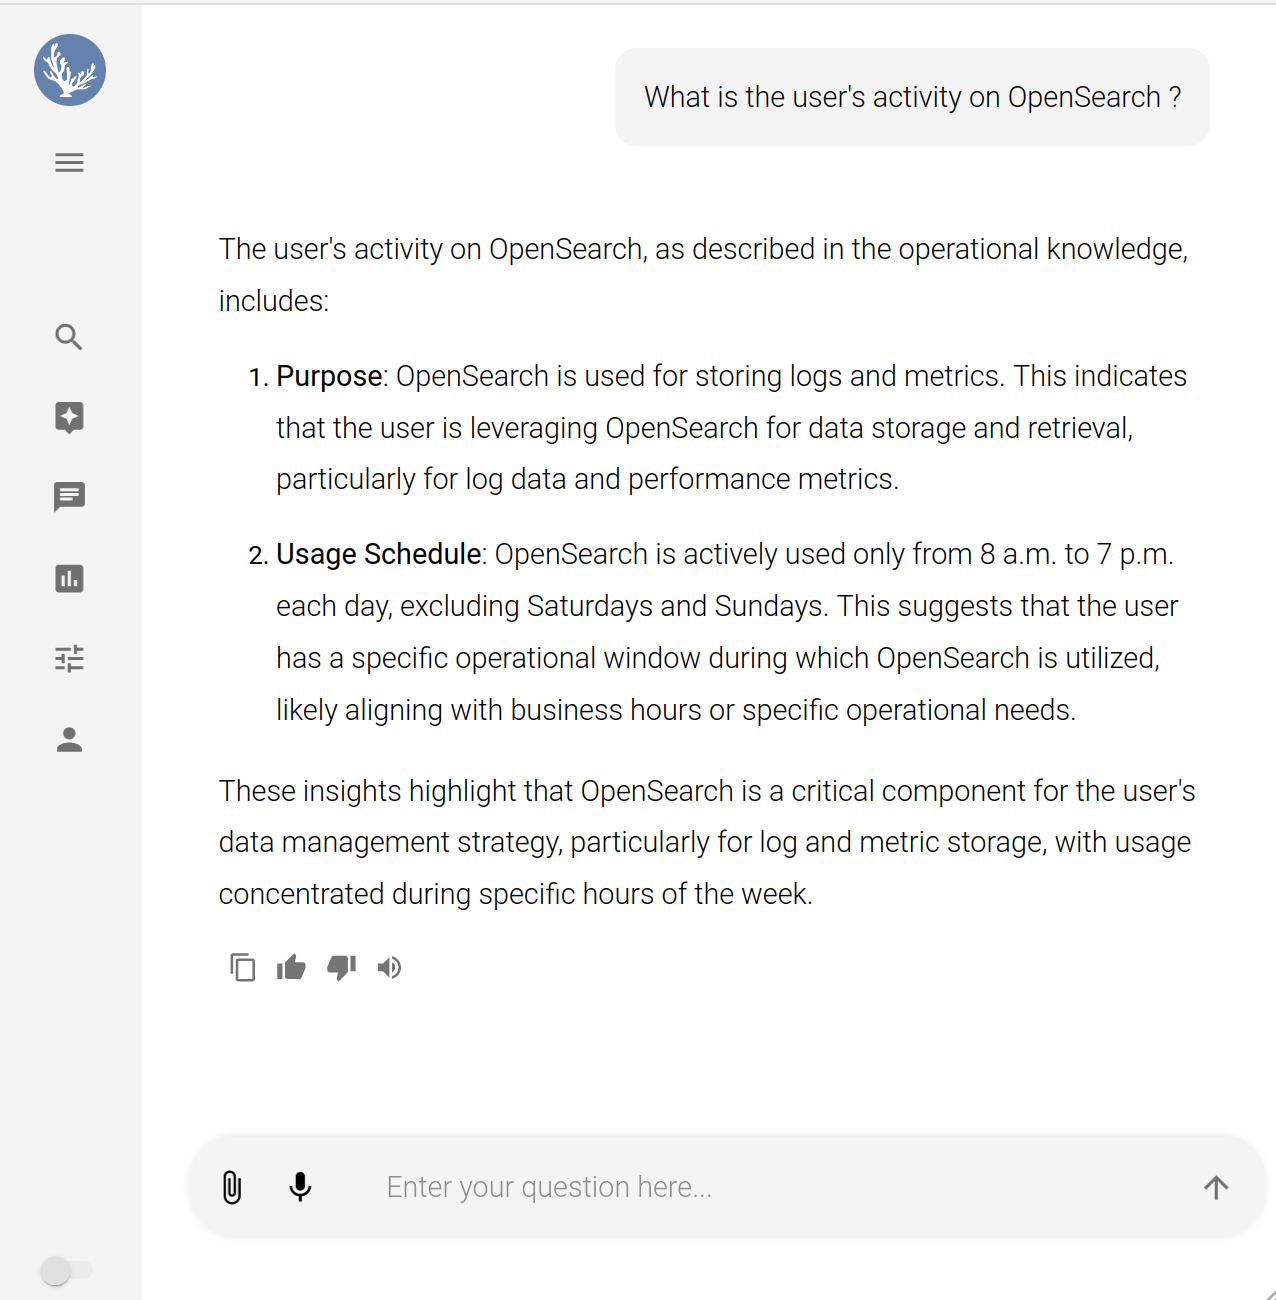 What is the user's activity on OpenSearch ?
The user's activity on OpenSearch, as described in the operational knowledge,
includes:
1. Purpose: OpenSearch is used for storing logs and metrics. This indicates
that the user is leveraging OpenSearch for data storage and retrieval,
particularly for log data and performance metrics.
2. Usage Schedule: OpenSearch is actively used only from 8 a.m. to 7 p.m.
each day, excluding Saturdays and Sundays. This suggests that the user
has a specific operational window during which OpenSearch is utilized,
likely aligning with business hours or specific operational needs.
These insights highlight that OpenSearch is a critical component for the user's
data management strategy, particularly for log and metric storage, with usage
concentrated during specific hours of the week.
Enter your question here...